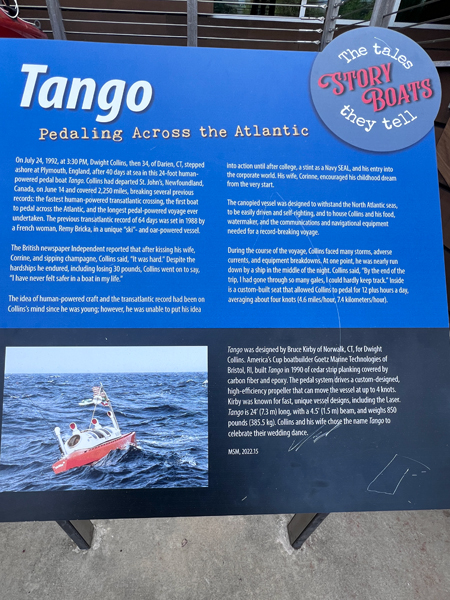 Tango
Pedaling Across the Atlantic
The tales
STORY
BOATS
they tell
On July 24, 1992, at 3:30 PM, Dwight Collins, then 34, of Darien, CT, stepped
ashore at Plymouth, England, after 40 days at sea in this 24-foot human-
powered pedal boat Tango. Collins had departed St. John's, Newfoundland,
Canada, on June 14 and covered 2,250 miles, breaking several previous
records: the fastest human-powered transatlantic crossing, the first boat
to pedal across the Atlantic, and the longest pedal-powered voyage ever
undertaken. The previous transatlantic record of 64 days was set in 1988 by
a French woman, Remy Bricka, in a unique "ski"- and oar-powered vessel.
The British newspaper Independent reported that after kissing his wife,
Corrine, and sipping champagne, Collins said, "It was hard." Despite the
hardships he endured, including losing 30 pounds, Collins went on to say,
"I have never felt safer in a boat in my life."
The idea of human-powered craft and the transatlantic record had been on
Collins's mind since he was young; however, he was unable to put his idea
into action until after college, a stint as a Navy SEAL, and his entry into
the corporate world. His wife, Corinne, encouraged his childhood dream
from the very start.
The canopied vessel was designed to withstand the North Atlantic seas,
to be easily driven and self-righting, and to house Collins and his food,
watermaker, and the communications and navigational equipment
needed for a record-breaking voyage.
During the course of the voyage, Collins faced many storms, adverse
currents, and equipment breakdowns. At one point, he was nearly run
down by a ship in the middle of the night. Collins said, "By the end of the
trip, I had gone through so many gales, I could hardly keep track." Inside
is a custom-built seat that allowed Collins to pedal for 12 plus hours a day,
averaging about four knots (4.6 miles/hour, 7.4 kilometers/hour).
Tango was designed by Bruce Kirby of Norwalk, CT, for Dwight
Collins. America's Cup boatbuilder Goetz Marine Technologies of
Bristol, RI, built Tango in 1990 of cedar strip planking covered by
carbon fiber and epoxy. The pedal system drives a custom-designed,
high-efficiency propeller that can move the vessel at up to 4 knots.
Kirby was known for fast, unique vessel designs, including the Laser.
Tango is 24' (7.3 m) long, with a 4.5' (1.5 m) beam, and weighs 850
pounds (385.5 kg). Collins and his wife chose the name Tango to
celebrate their wedding dance.
MSM, 2022.15